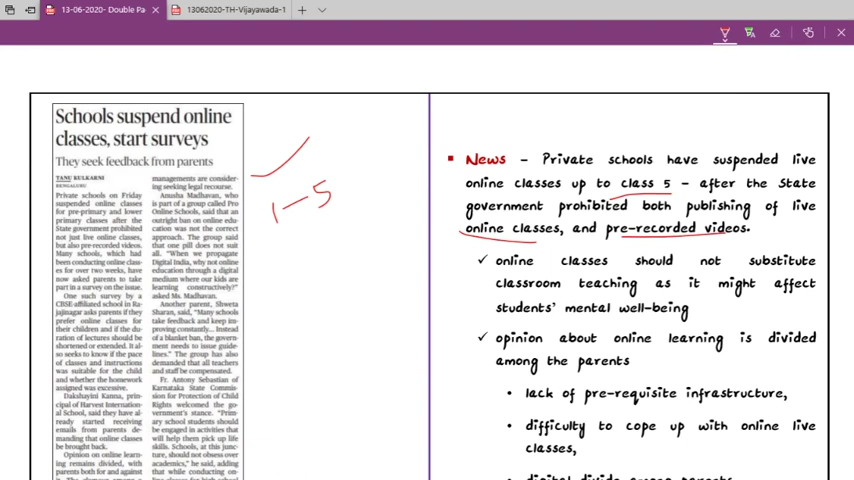 13-06-2020- Double Pa
13062020-TH-Vijayawada-1
Schools suspend online
classes, start surveys
They seek feedback from parents
TANU KULKARNI
BENGALURU
Private schools on Friday
suspended online classes
for pre-primary and lower
primary classes after the
State government prohibited
not just live online classes,
but also pre-recorded videos.
Many schools, which had
been conducting online class-
es for over two weeks, have
now asked parents to take
part in a survey on the issue.
One such survey by a
CBSE-affiliated school in Ra-
jajinagar asks parents if they
prefer online classes for
their children and if the du-
ration of lectures should be
shortened or extended. It al-
so seeks to know if the pace
of classes and instructions
was suitable for the child
and whether the homework
assigned was excessive.
Dakshayini Kanna, prin-
cipal of Harvest Internation-
al School, said they have al-
ready started receiving
emails from parents de-
manding that online classes
be brought back.
Opinion on online learn-
ing remains divided, with
parents both for and against
managements are consider-
ing seeking legal recourse.
Anusha Madhavan, who
is part of a group called Pro
Online Schools, said that an
outright ban on online edu-
cation was not the correct
approach. The group said
that one pill does not suit
all. "When we propagate
Digital India, why not online
education through a digital
medium where our kids are
learning constructively?"
asked Ms. Madhavan.
Another parent, Shweta
Sharan, said, "Many schools
take feedback and keep im-
proving constantly... Instead
of a blanket ban, the govern-
ment needs to issue guide-
lines." The group has also
demanded that all teachers
and staff be compensated.
Fr. Antony Sebastian of
Karnataka State Commis-
sion for Protection of Child
Rights welcomed the go-
vernment's stance. "Prim-
ary school students should
be engaged in activities that
will help them pick up life
skills. Schools, at this junc-
ture, should not obsess over
academics," he said, adding
that while conducting on-
1-5
▪ News - Private schools have suspended live
online classes up to class 5 - after the State
government prohibited both publishing of live
online classes, and pre-recorded videos.
✓ online classes should not substitute
classroom teaching as it might affect
students' mental well-being
✓ opinion about online learning is divided
among the parents
• lack of pre-requisite infrastructure,
• difficulty to cope up with online live
classes,
• digital divide among parents